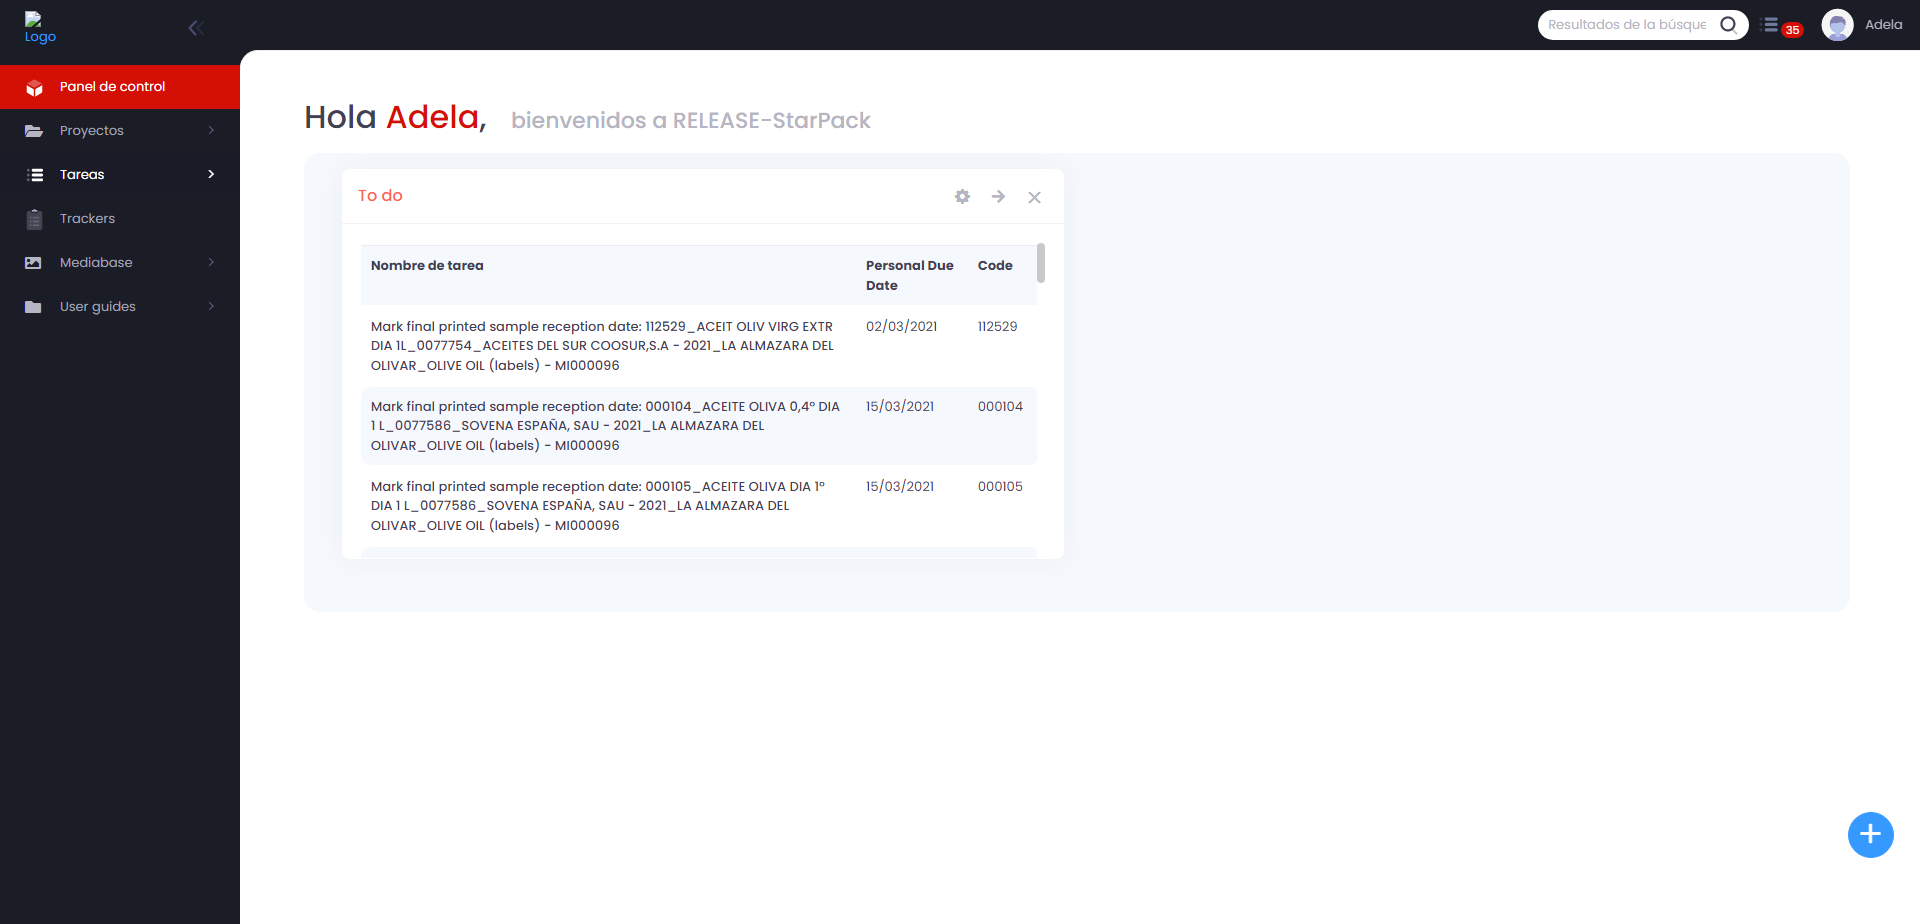 Logo
Resultados de la búsque
35
Adela
Panel de control
Proyectos
Tareas
Trackers
Mediabase
User guides
Hola Adela, bienvenidos a RELEASE-StarPack
To do
Nombre de tarea
Personal Due
Date
Code
Mark final printed sample reception date: 112529_ACEIT OLIV VIRG EXTR
DIA 1L_0077754_ACEITES DEL SUR COOSUR,S.A - 2021_LA ALMAZARA DEL
OLIVAR_OLIVE OIL (labels) - MI000096
02/03/2021
112529
Mark final printed sample reception date: 000104_ACEITE OLIVA 0,4º DIA
1 L_0077586_SOVENA ESPAÑA, SAU - 2021_LA ALMAZARA DEL
OLIVAR_OLIVE OIL (labels) - MI000096
15/03/2021
000104
Mark final printed sample reception date: 000105_ACEITE OLIVA DIA 1º
DIA 1 L_0077586_SOVENA ESPAÑA, SAU - 2021_LA ALMAZARA DEL
OLIVAR_OLIVE OIL (labels) - MI000096
15/03/2021
000105